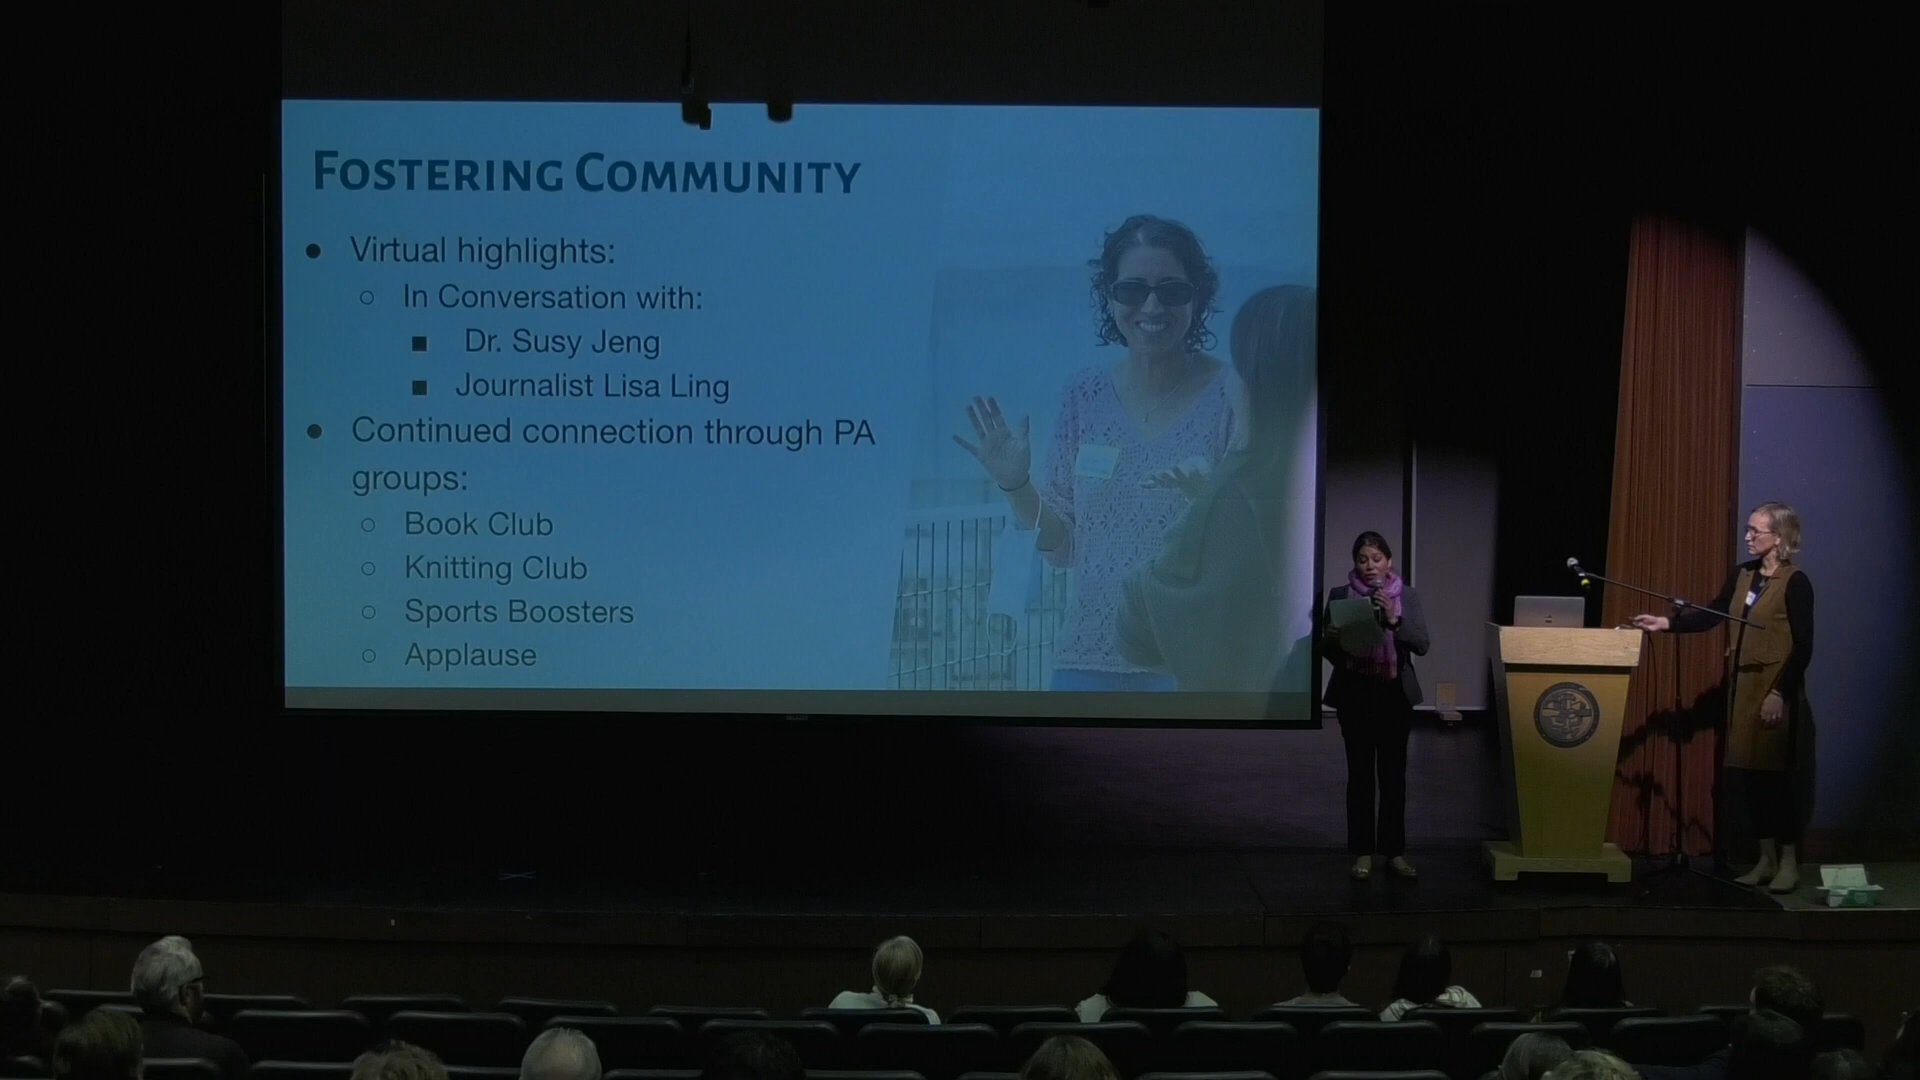 FOSTERING COMMUNITY
● Virtual highlights:
○ In Conversation with:
■ Dr. Susy Jeng
■ Journalist Lisa Ling
● Continued connection through PA
groups:
○ Book Club
○ Knitting Club
○ Sports Boosters
○ Applause